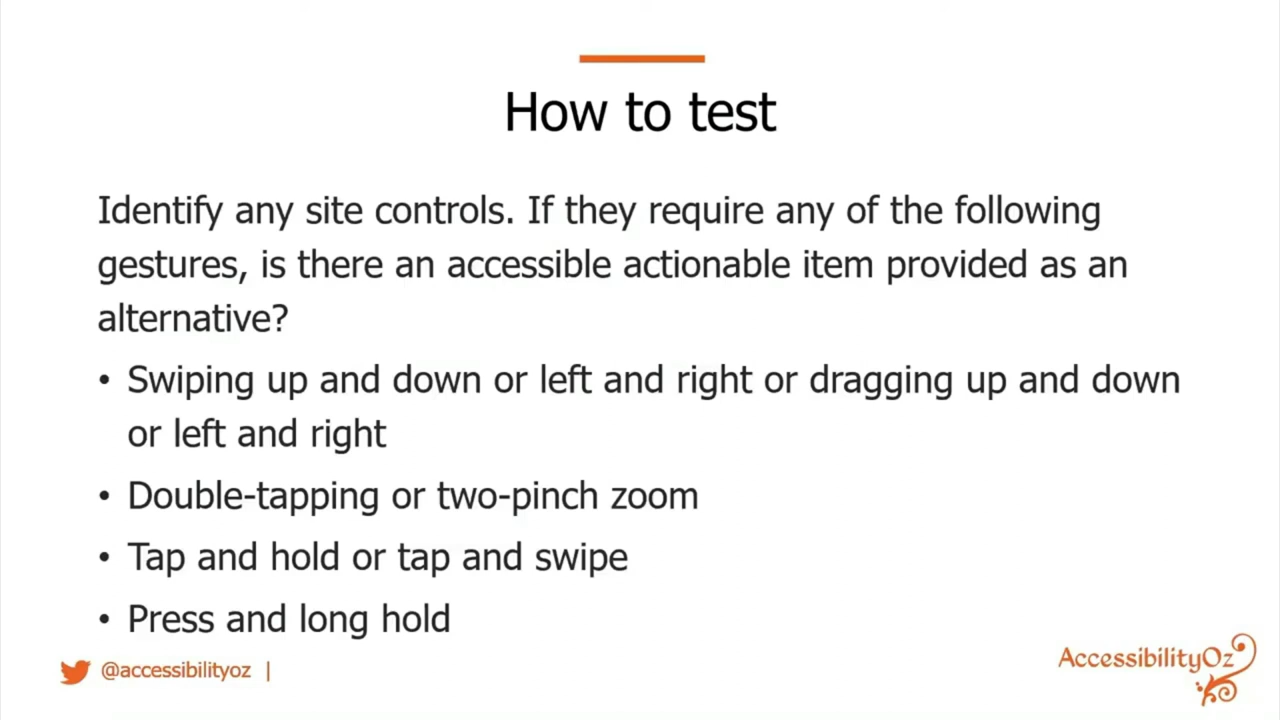 How to test
Identify any site controls. If they require any of the following
gestures, is there an accessible actionable item provided as an
alternative?
• Swiping up and down or left and right or dragging up and down
or left and right
• Double-tapping or two-pinch zoom
• Tap and hold or tap and swipe
• Press and long hold
@accessibilityoz |
AccessibilityOz